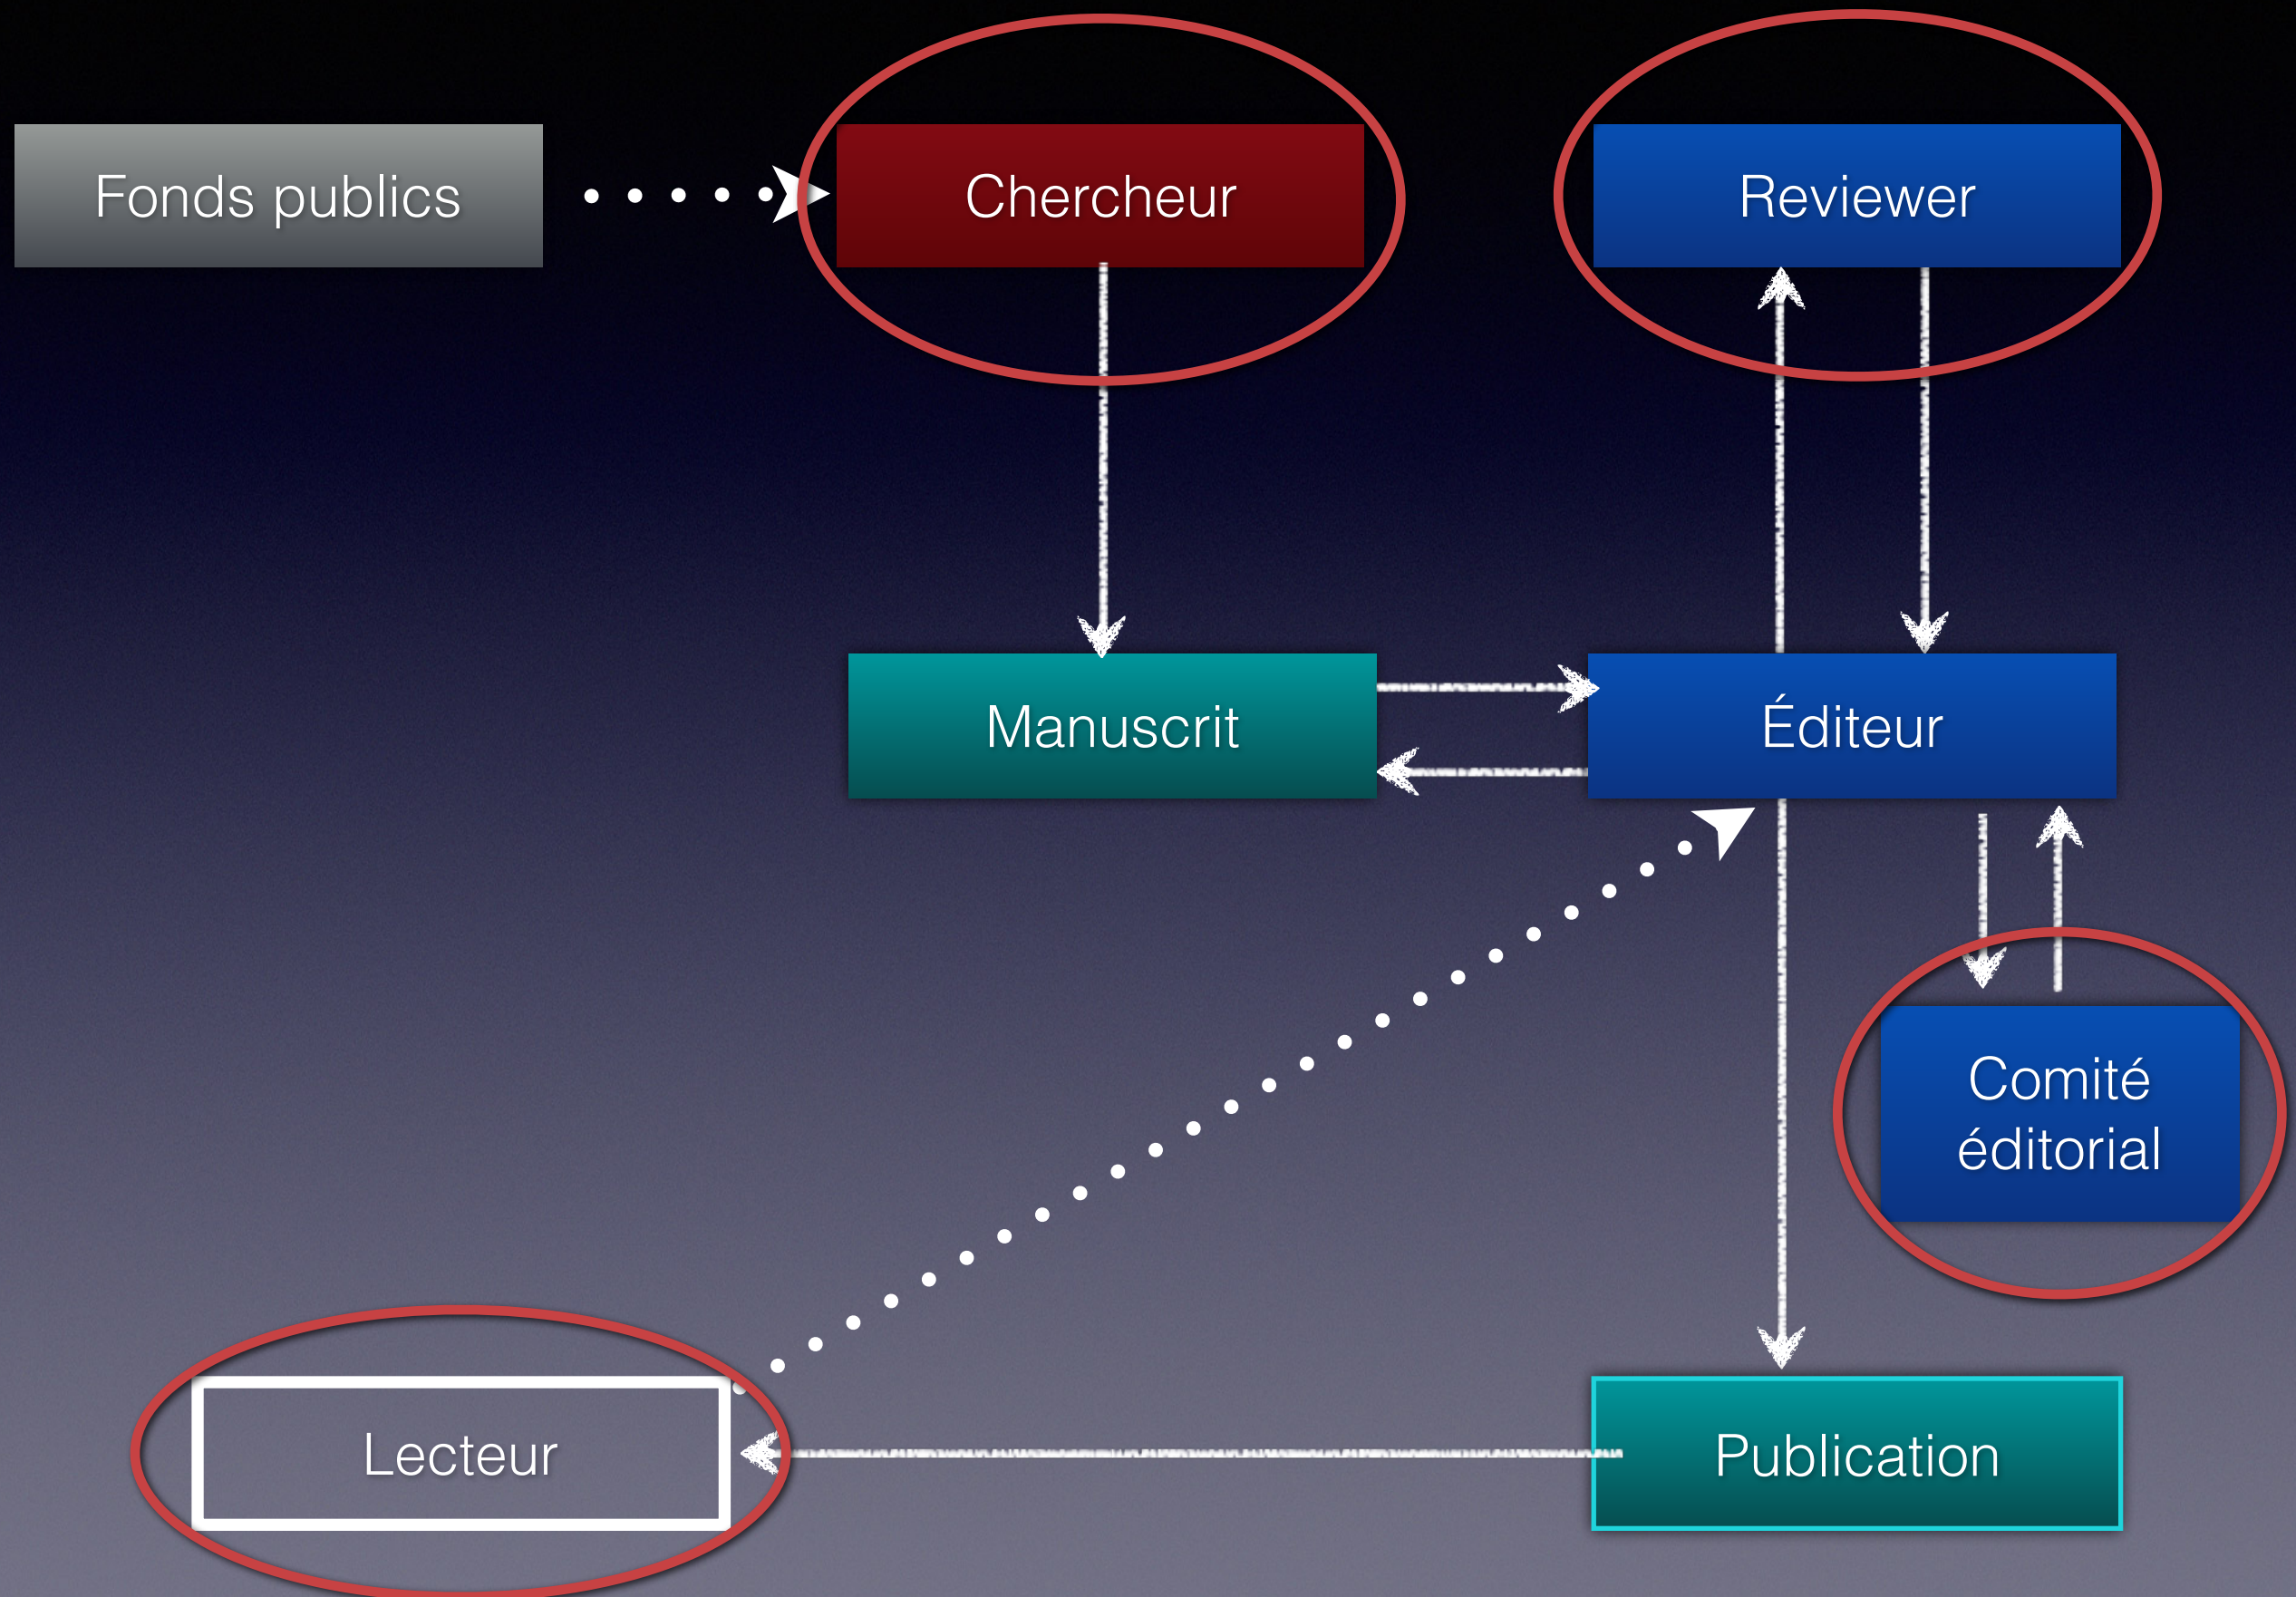 Fonds publics
Chercheur
Reviewer
Manuscrit
Éditeur
Comité
éditorial
Lecteur
Publication